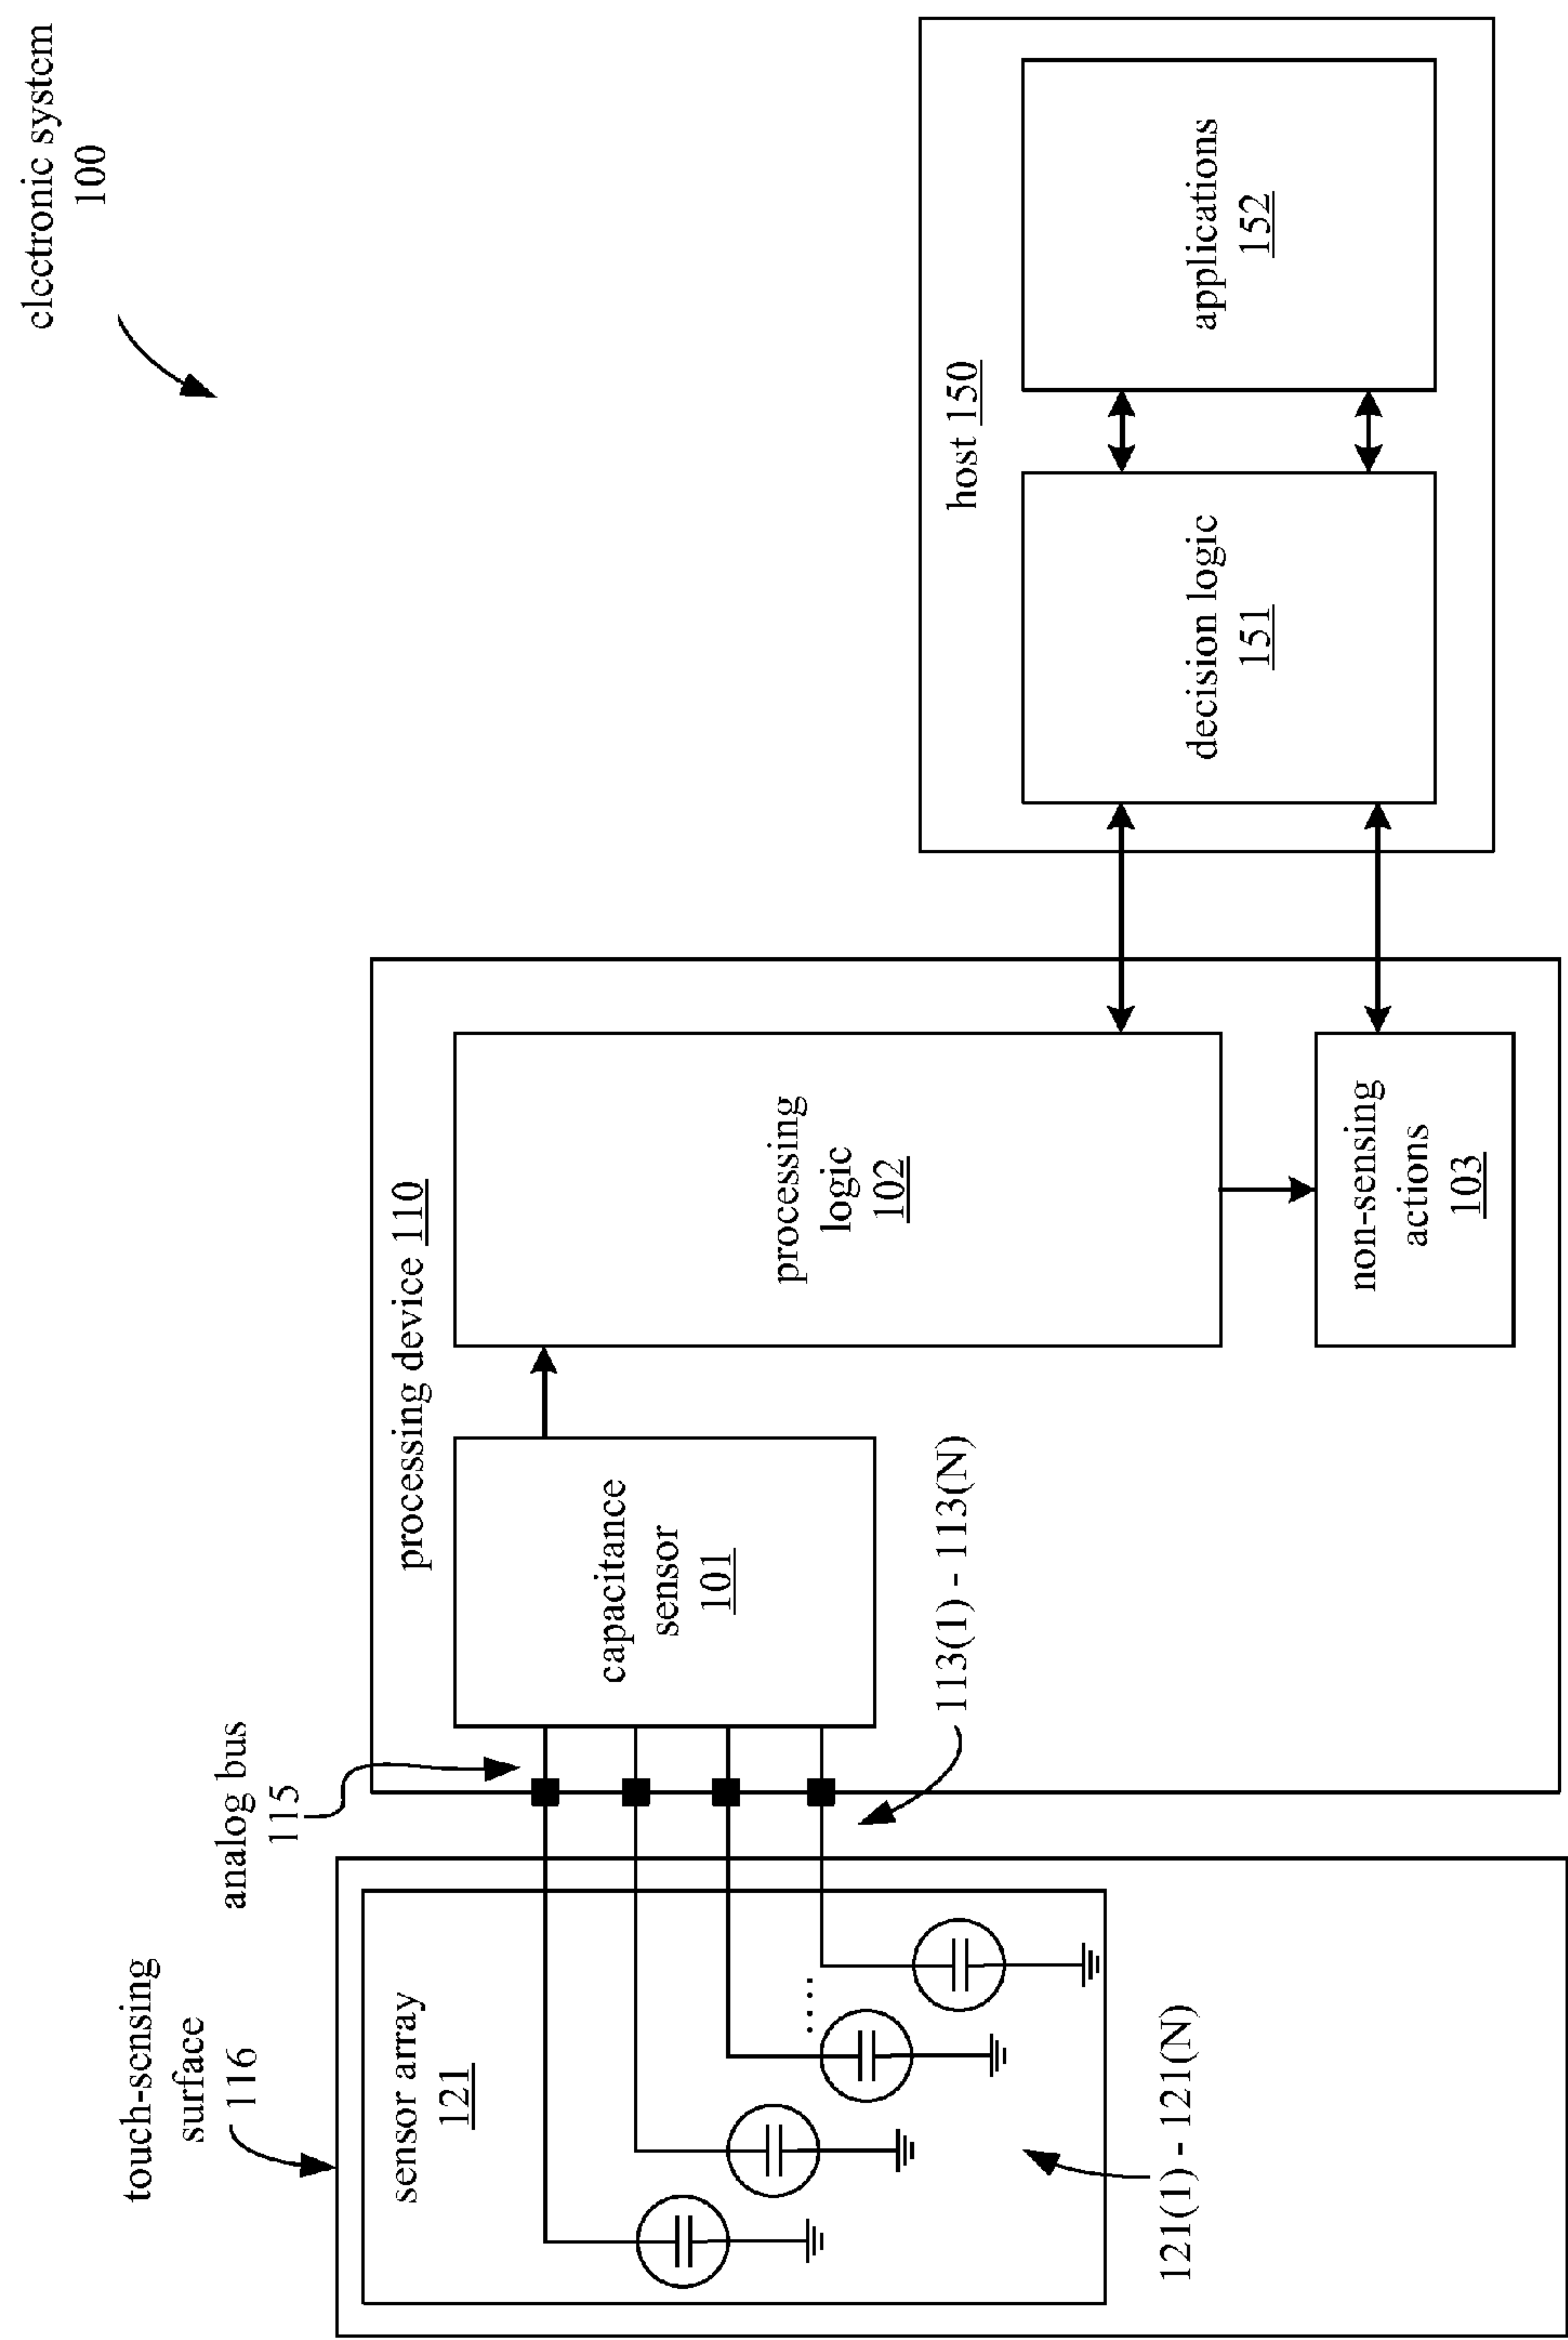 electronic system
100
touch-sensing
surface
116
analog bus
115
processing device 110
host 150
sensor array
121
capacitance
sensor
101
processing
logic
102
decision logic
151
applications
152
113(1) - 113(N)
121(1) - 121(N)
non-sensing
actions
103
....